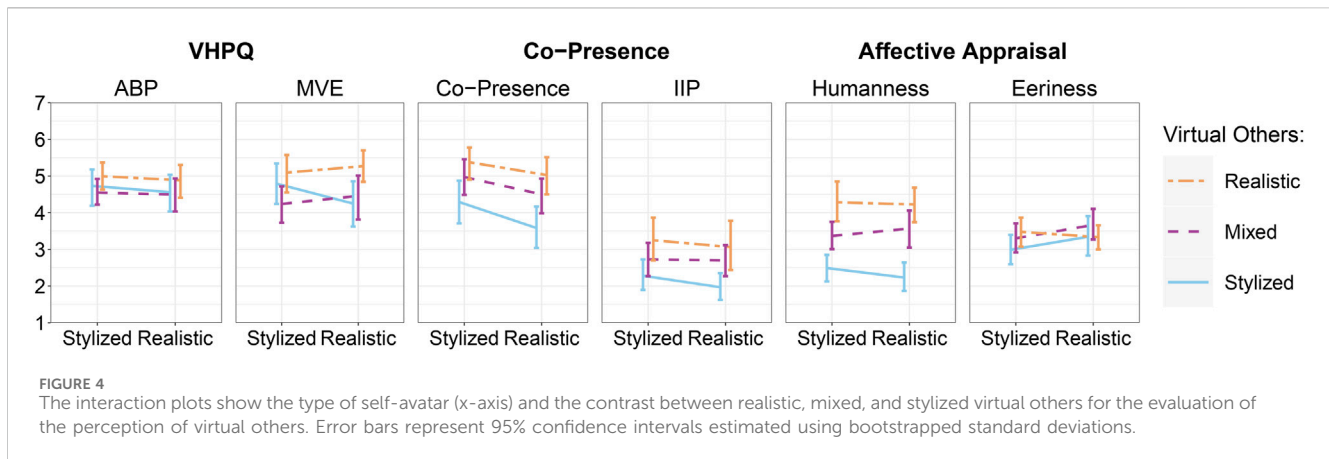 VHPQ Co−Presence Affective Appraisal
ABP MVE Co−Presence IIP Humanness Eeriness
7
6
5
4
3
2
1
Stylized Realistic Stylized Realistic Stylized Realistic Stylized Realistic Stylized Realistic Stylized Realistic
Virtual Others:
Realistic
Mixed
Stylized
FIGURE 4
The interaction plots show the type of self-avatar (x-axis) and the contrast between realistic, mixed, and stylized virtual others for the evaluation of
the perception of virtual others. Error bars represent 95% confidence intervals estimated using bootstrapped standard deviations.